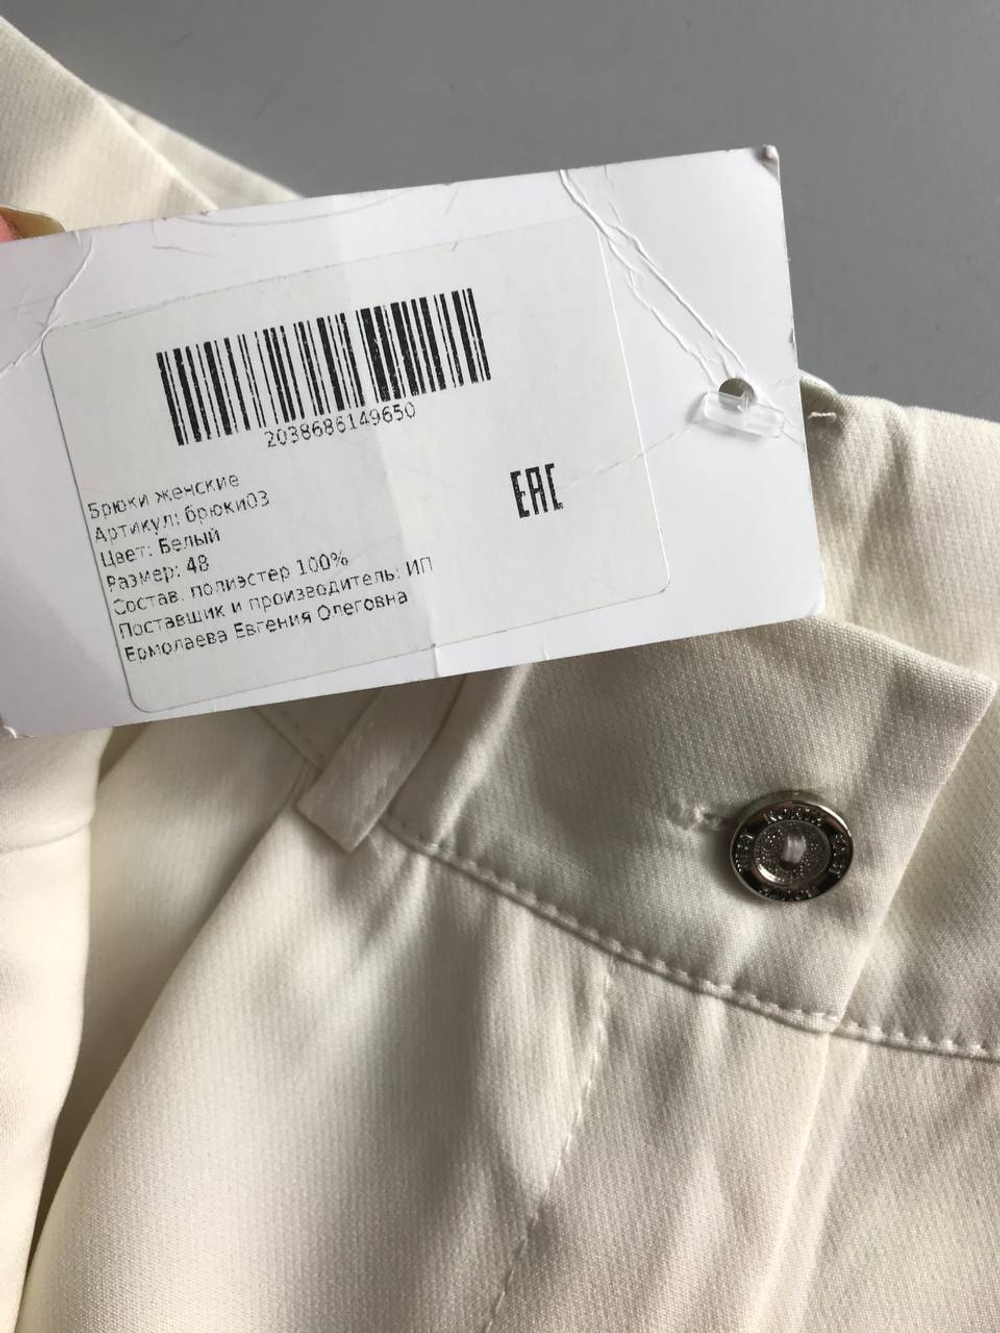 2038686149650
Брюки женские
Артикул: брюки03
Цвет: Белый
Размер: 48
Состав: полиэстер 100%
Поставщик и производитель: ИП
Ермолаева Евгения Олеговна
EAC
NORTH